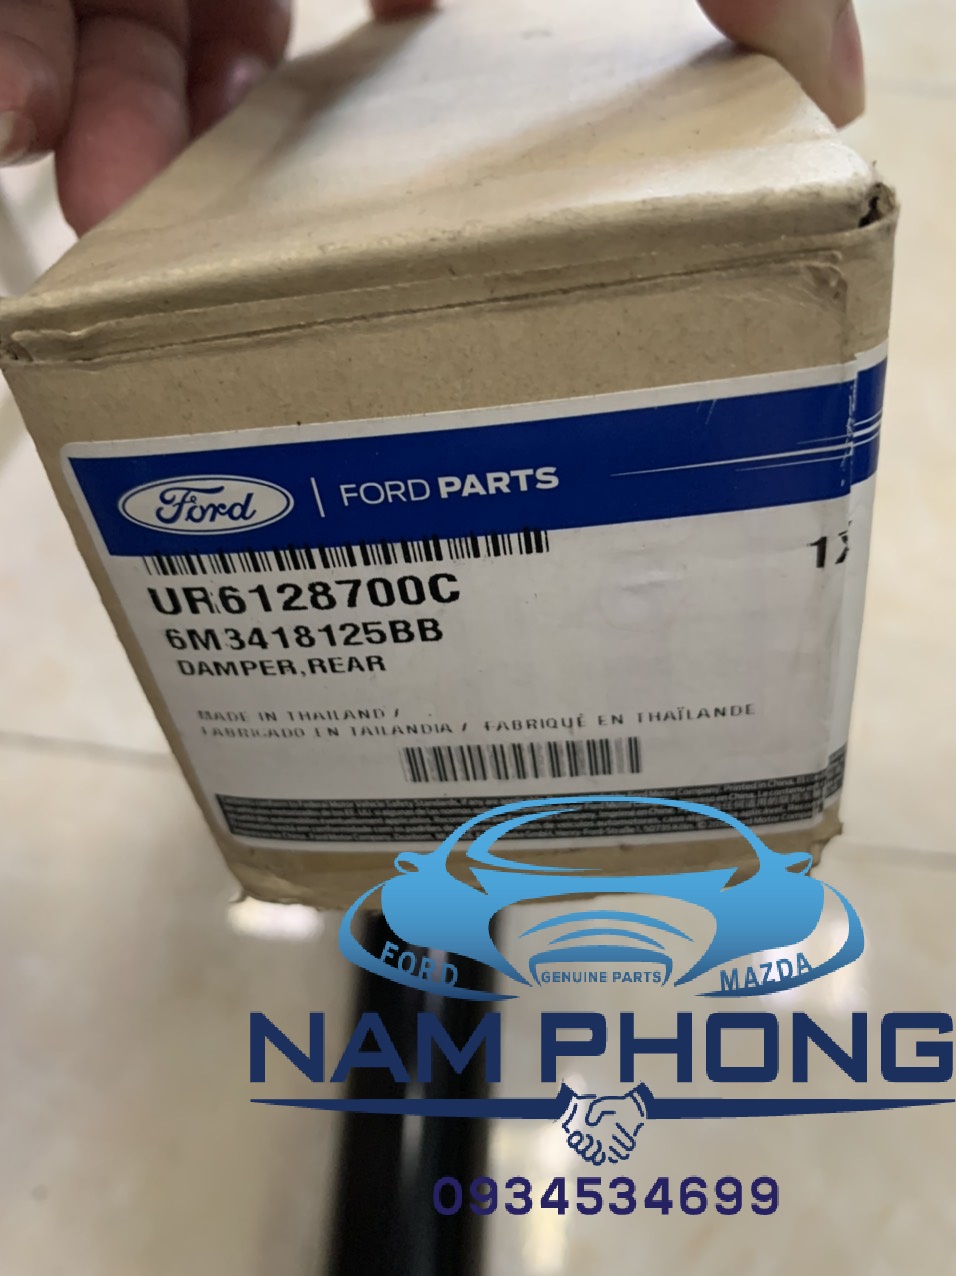 Ford
FORD PARTS
UR6128700C
1X
6M3418125BB
DAMPER,REAR
MADE IN THAILAND /
FABRICADO EN TAILANDIA / FABRIQUÉ EN THAÏLANDE
FORD
GENUINE PARTS
MAZDA
NAM PHONG
0934534699